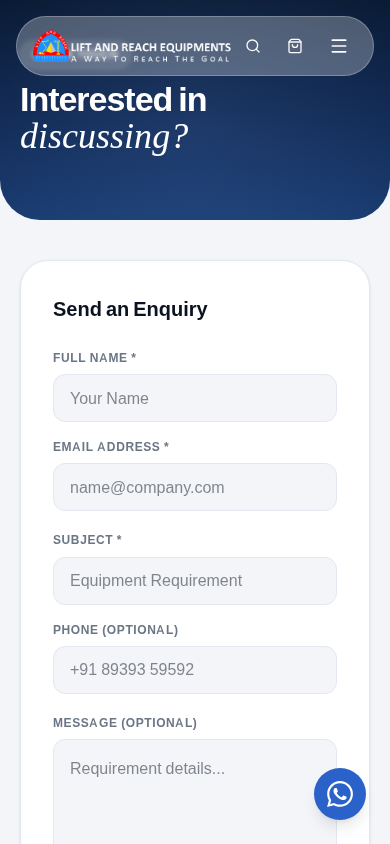 LIFT AND REACH EQUIPMENTS
A WAY TO REACH THE GOAL
Interested in
discussing?
Send an Enquiry
FULL NAME *
Your Name
EMAIL ADDRESS *
name@company.com
SUBJECT *
Equipment Requirement
PHONE (OPTIONAL)
+91 89393 59592
MESSAGE (OPTIONAL)
Requirement details...